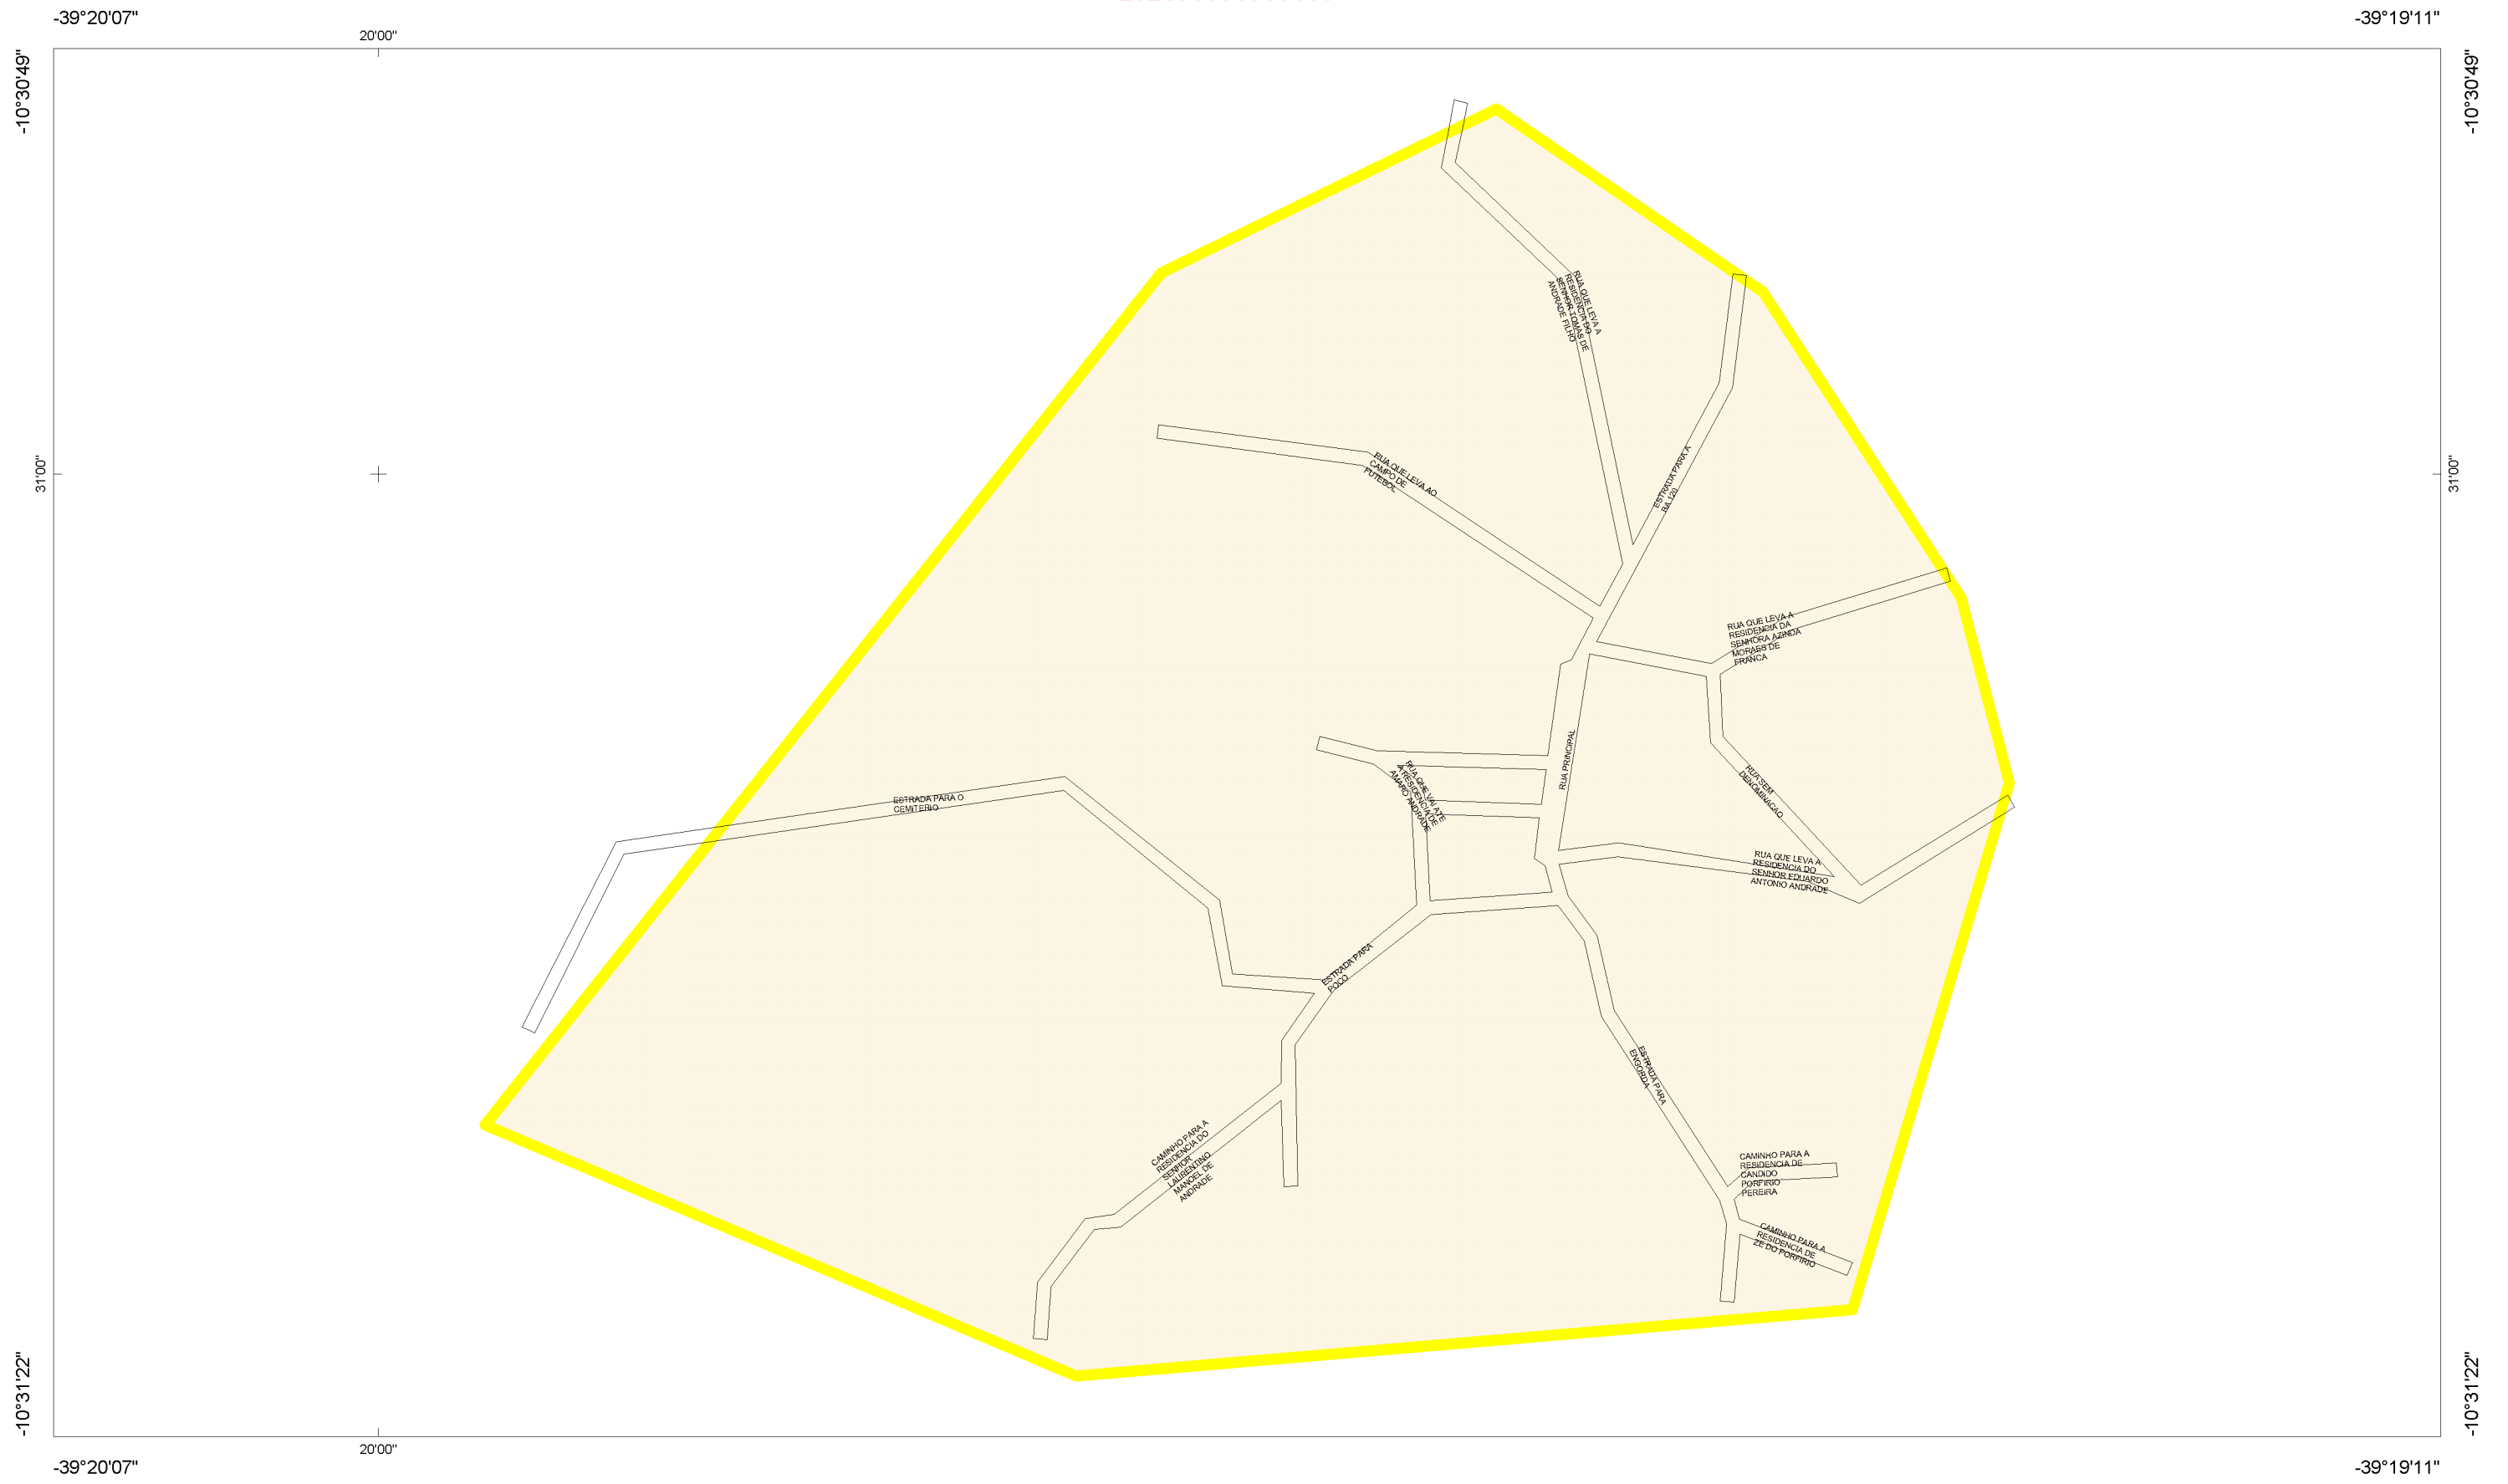 -39°20'07"
-39°19'11"
20'00"
-10°30'49"
-10°30'49"
RUA QUE LEVA A
RESIDENCIA DO
SENHOR TOMAS DE
ANDRADE FILHO
31'00"
31'00"
RUA QUE LEVA AO
CAMPO DE
FUTEBOL
ESTRADA PARA A
BA 120
RUA QUE LEVA A
RESIDENCIA DA
SENHORA AZINDA
MORAES DE
FRANCA
RUA PRINCIPAL
RUA QUE VAI ATE
A RESIDENCIA DE
AMARO ANDRADE
RUA SEM
DENOMINACAO
ESTRADA PARA O
CEMITERIO
RUA QUE LEVA A
RESIDENCIA DO
SENHOR EDUARDO
ANTONIO ANDRADE
ESTRADA PARA
POCO
ESTRADA PARA
ENGORDA
CAMINHO PARA A
RESIDENCIA DO
SENHOR
LAURENTINO
MANOEL DE
ANDRADE
CAMINHO PARA A
RESIDENCIA DE
CANDIDO
PORFIRIO
PEREIRA
CAMINHO PARA A
RESIDENCIA DE
ZE DO PORFIRIO
-10°31'22"
-10°31'22"
20'00"
-39°20'07"
-39°19'11"